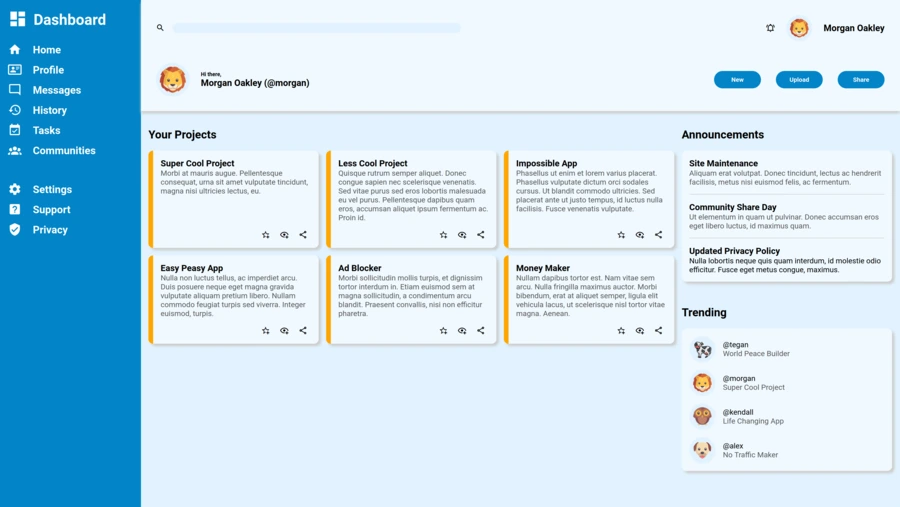 Dashboard
Home
Profile
Messages
History
Tasks
Communities
Settings
Support
Privacy
Morgan Oakley
Hi there,
Morgan Oakley (@morgan)
New
Upload
Share
Your Projects
Super Cool Project
Morbi at mauris augue. Pellentesque
consequat, urna sit amet vulputate tincidunt,
magna nisi ultricies lectus, eu.
Less Cool Project
Quisque rutrum semper aliquet. Donec
congue sapien nec scelerisque venenatis.
Sed vitae purus sed eros lobortis malesuada
eu vel purus. Pellentesque dapibus quam
eros, accumsan aliquet ipsum fermentum ac.
Proin id.
Impossible App
Phasellus ut enim et lorem varius placerat.
Phasellus vulputate dictum orci sodales
cursus. Ut blandit commodo ultricies. Sed
placerat ante ut justo tempus, id luctus nulla
facilisis. Fusce venenatis vulputate.
Easy Peasy App
Nulla non luctus tellus, ac imperdiet arcu.
Duis posuere neque eget magna gravida
vulputate aliquam pretium libero. Nullam
commodo feugiat turpis sed viverra. Integer
euismod, turpis.
Ad Blocker
Morbi sollicitudin mollis turpis, et dignissim
tortor interdum in. Etiam euismod sem at
magna sollicitudin, a condimentum arcu
blandit. Praesent convallis, nisi non efficitur
pharetra.
Money Maker
Nullam dapibus tortor est. Nam vitae sem
arcu. Nulla fringilla maximus auctor. Morbi
bibendum, erat at aliquet semper, ligula elit
vehicula lacus, ut scelerisque nisl tortor vitae
magna. Aenean.
Announcements
Site Maintenance
Aliquam erat volutpat. Donec tincidunt, lectus ac hendrerit
facilisis, metus nisi euismod felis, ac fermentum.
Community Share Day
Ut elementum in quam ut pulvinar. Donec accumsan eros
eget libero luctus, id maximus quam.
Updated Privacy Policy
Nulla lobortis neque quis quam interdum, id molestie odio
efficitur. Fusce eget metus congue, maximus.
Trending
@tegan
World Peace Builder
@morgan
Super Cool Project
@kendall
Life Changing App
@alex
No Traffic Maker